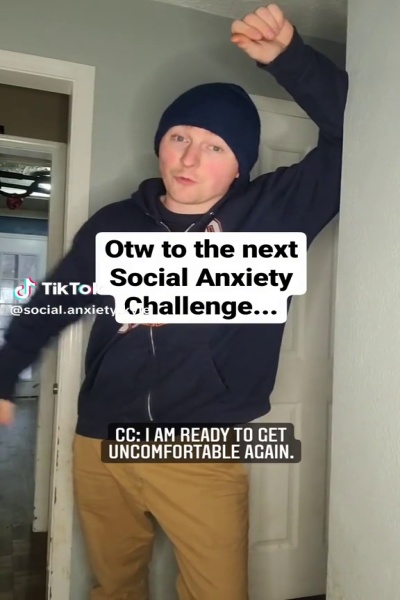 Otw to the next
Social Anxiety
TikTok
Challenge...
CC: I AM READY TO GET
UNCOMFORTABLE AGAIN.